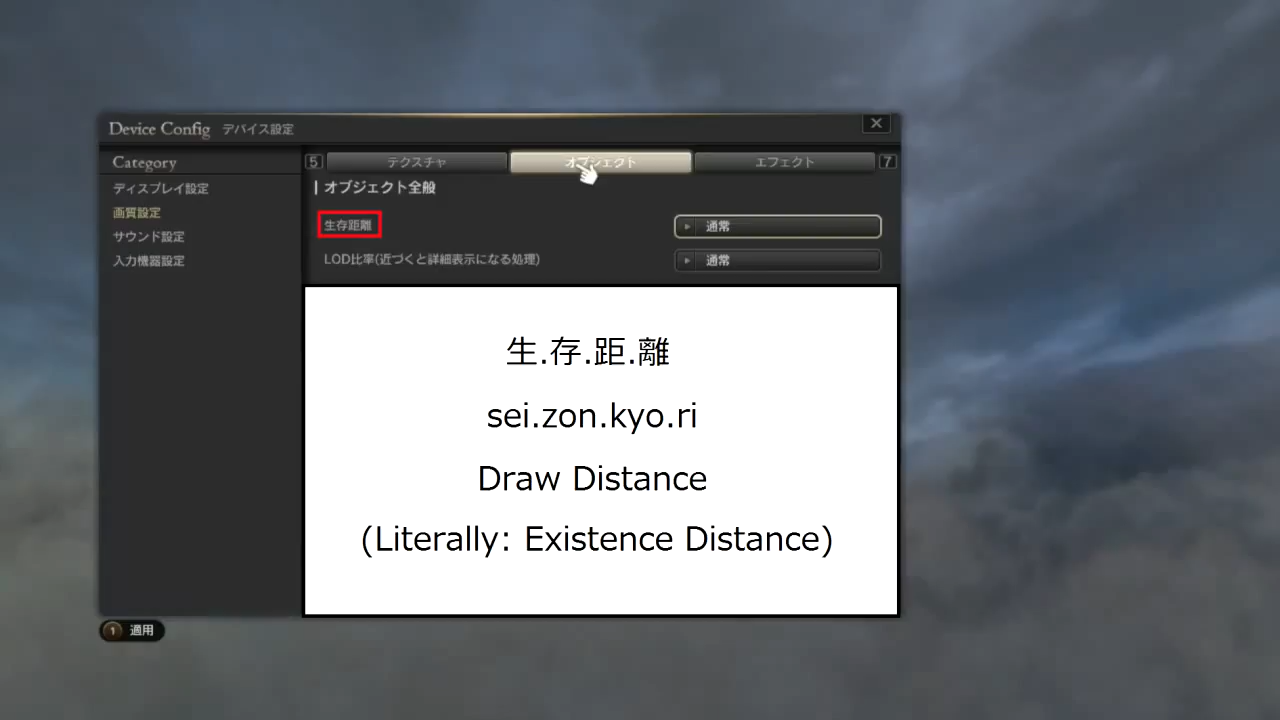 Device Config デバイス設定
Category
ディスプレイ設定
画質設定
サウンド設定
入力機器設定
5 テクスチャ オブジェクト エフェクト 7
オブジェクト全般
生存距離 通常
LOD比率(近づくと詳細表示になる処理) 通常
生.存.距.離
sei.zon.kyo.ri
Draw Distance
(Literally: Existence Distance)
1 適用